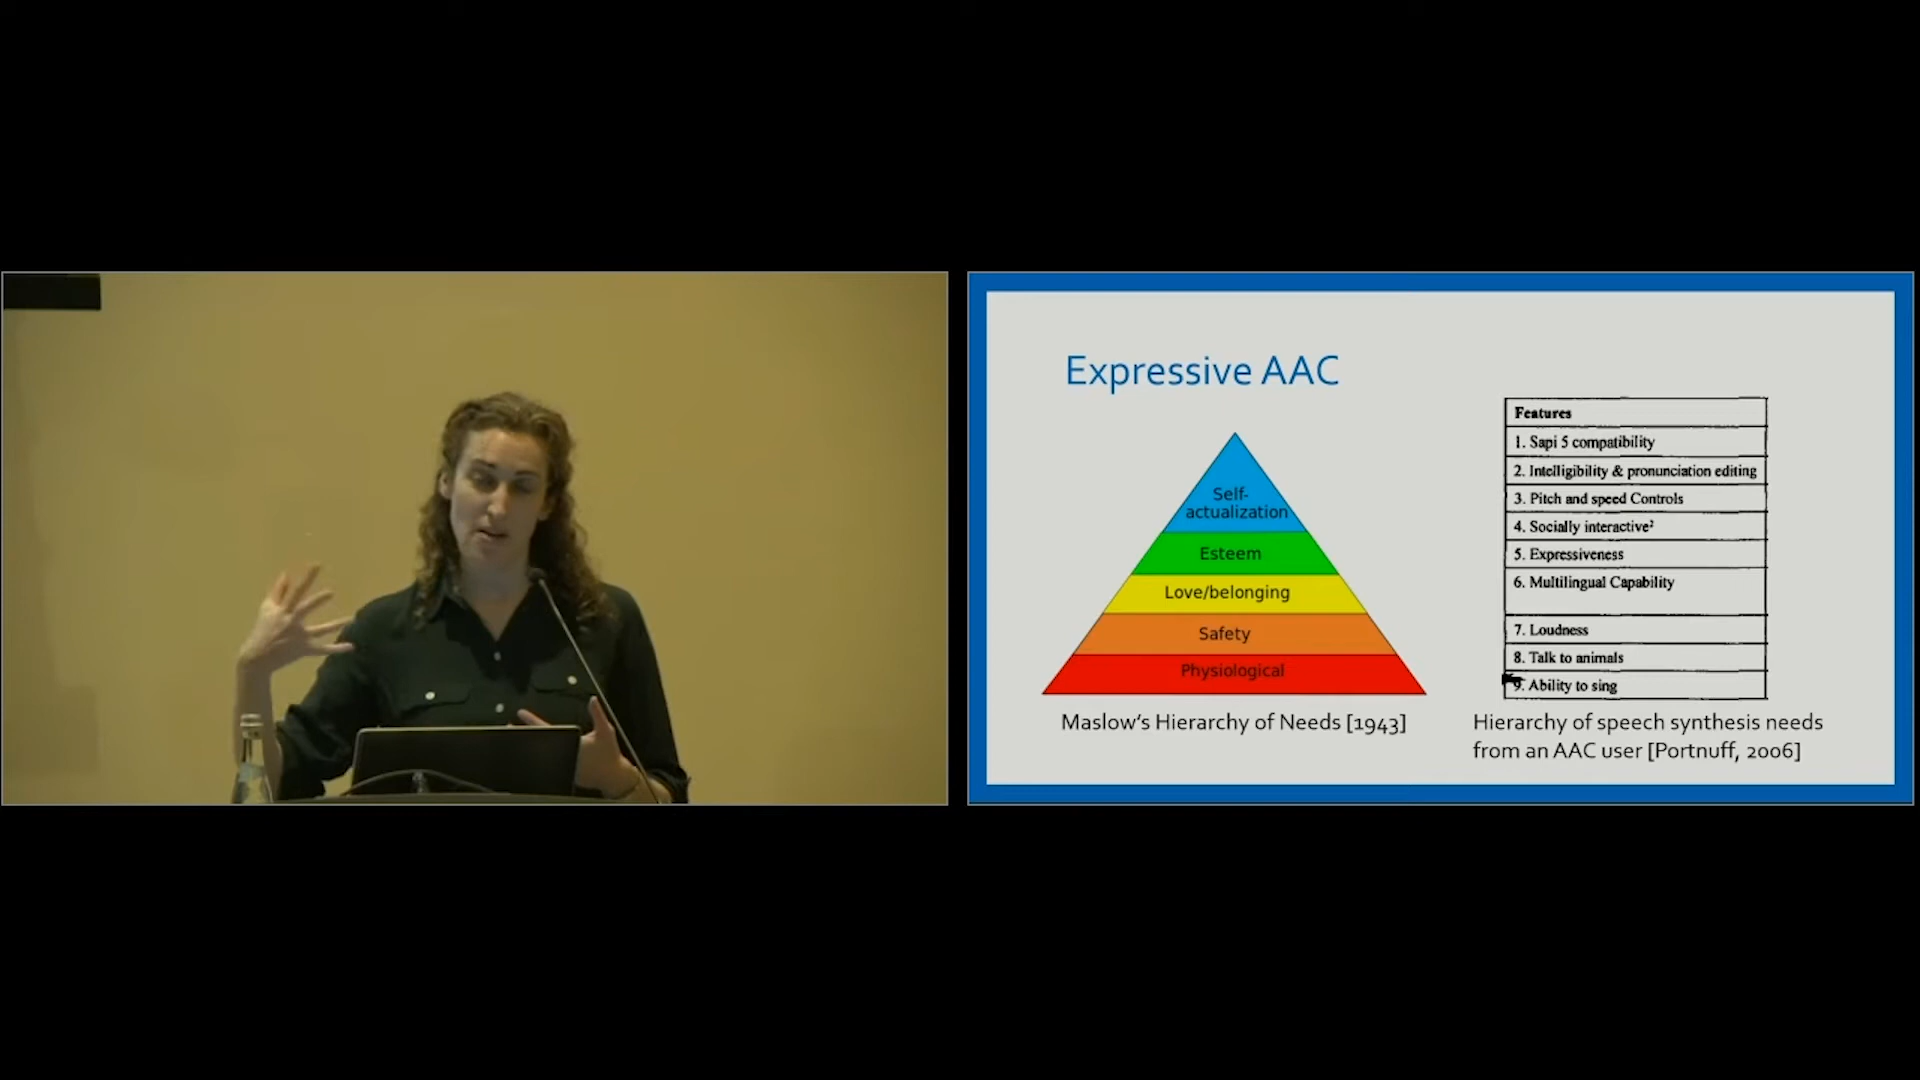 Expressive AAC
Self-
actualization
Esteem
Love/belonging
Safety
Physiological
Maslow's Hierarchy of Needs [1943]
Features
1. Sapi 5 compatibility
2. Intelligibility & pronunciation editing
3. Pitch and speed Controls
4. Socially interactive²
5. Expressiveness
6. Multilingual Capability
7. Loudness
8. Talk to animals
9. Ability to sing
Hierarchy of speech synthesis needs
from an AAC user [Portnuff, 2006]